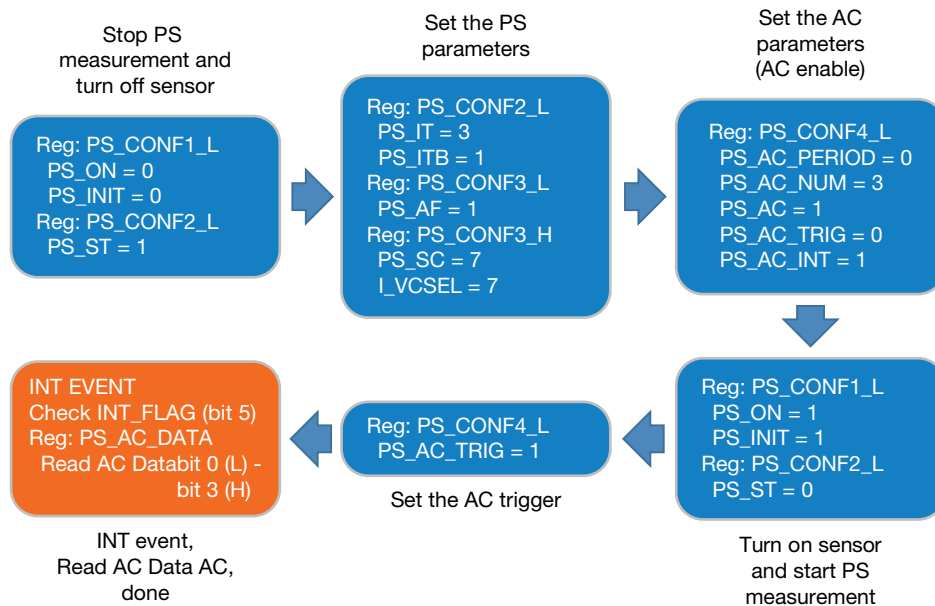 Stop PS
measurement and
turn off sensor
Reg: PS_CONF1_L
PS_ON = 0
PS_INIT = 0
Reg: PS_CONF2_L
PS_ST = 1
Set the PS
parameters
Reg: PS_CONF2_L
PS_IT = 3
PS_ITB = 1
Reg: PS_CONF3_L
PS_AF = 1
Reg: PS_CONF3_H
PS_SC = 7
I_VCSEL = 7
Set the AC
parameters
(AC enable)
Reg: PS_CONF4_L
PS_AC_PERIOD = 0
PS_AC_NUM = 3
PS_AC = 1
PS_AC_TRIG = 0
PS_AC_INT = 1
Reg: PS_CONF1_L
PS_ON = 1
PS_INIT = 1
Reg: PS_CONF2_L
PS_ST = 0
Turn on sensor
and start PS
measurement
Reg: PS_CONF4_L
PS_AC_TRIG = 1
Set the AC trigger
INT EVENT
Check INT_FLAG (bit 5)
Reg: PS_AC_DATA
Read AC Databit 0 (L) -
bit 3 (H)
INT event,
Read AC Data AC,
done